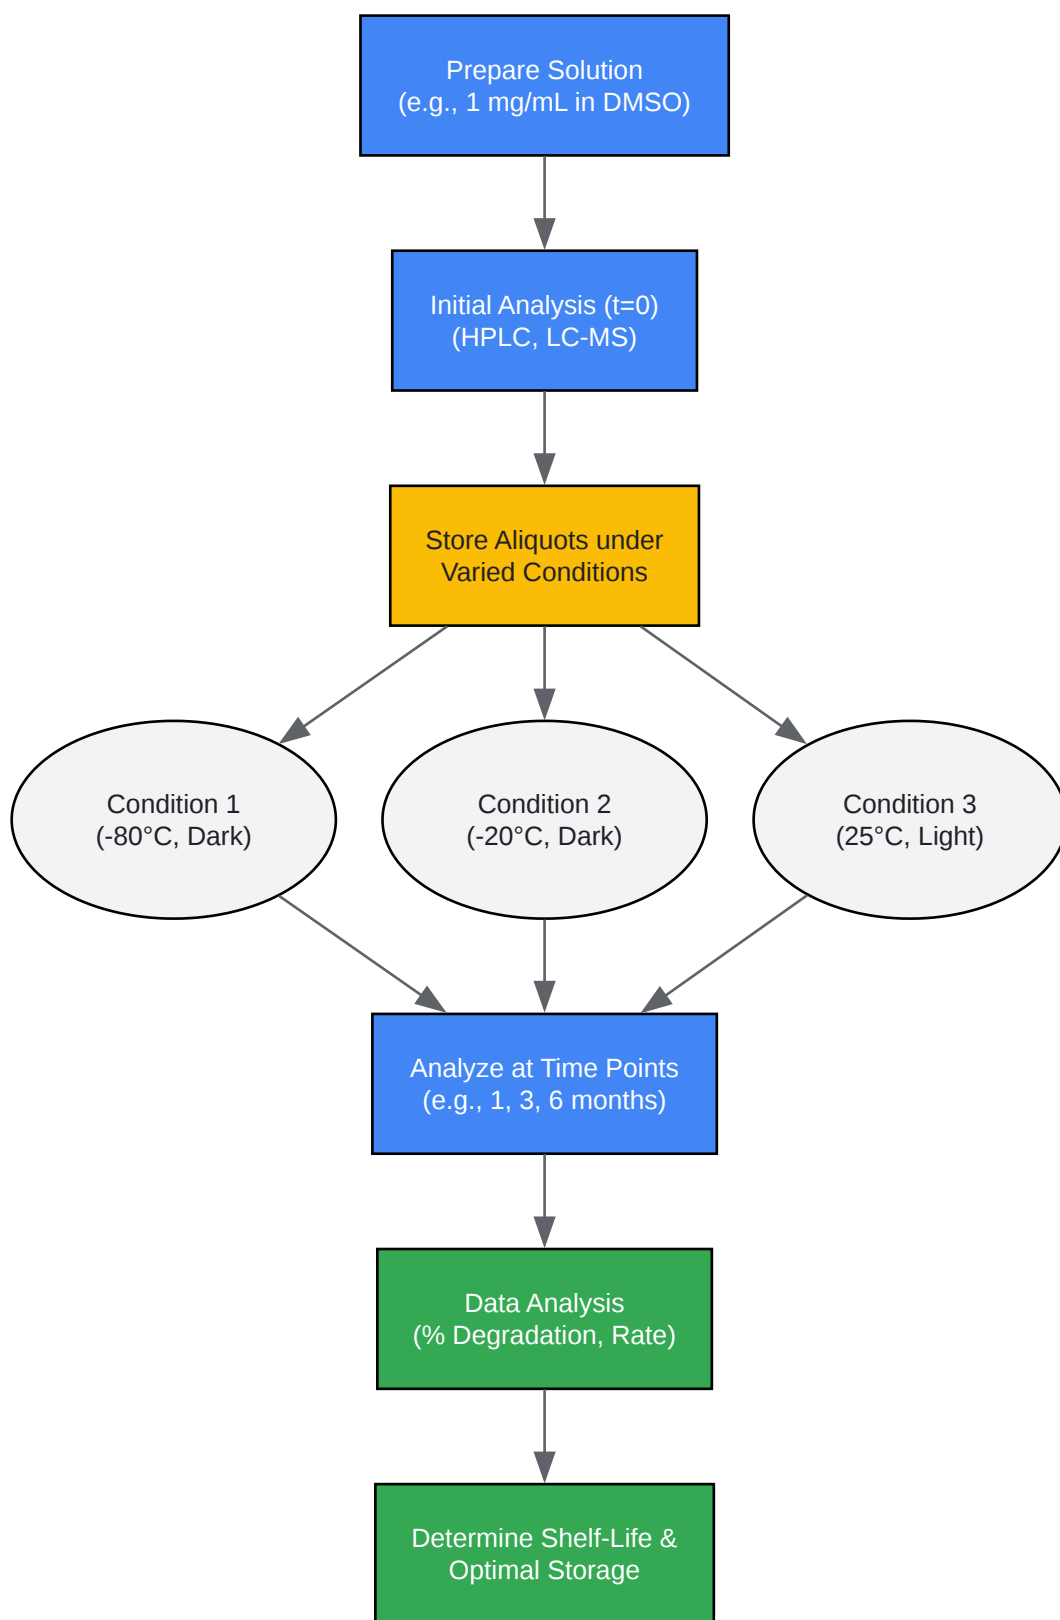 Prepare Solution
(e.g., 1 mg/mL in DMSO)
Initial Analysis (t=0)
(HPLC, LC-MS)
Store Aliquots under
Varied Conditions
Condition 1
(-80°C, Dark)
Condition 2
(-20°C, Dark)
Condition 3
(25°C, Light)
Analyze at Time Points
(e.g., 1, 3, 6 months)
Data Analysis
(% Degradation, Rate)
Determine Shelf-Life &
Optimal Storage